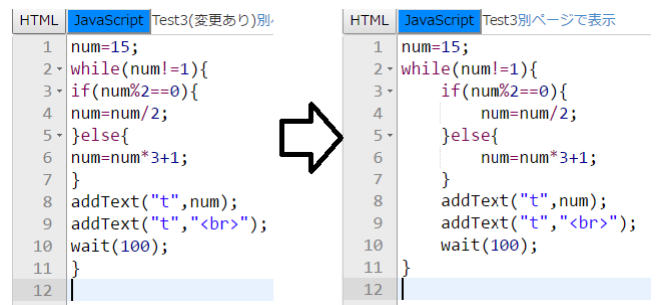 HTML JavaScript Test3(変更あり)別
1 num=15;
2 while(num!=1){
3 if(num%2==0){
4 num=num/2;
5 }else{
6 num=num*3+1;
7 }
8 addText("t",num);
9 addText("t","<br>");
10 wait(100);
11 }
12
HTML JavaScript Test3別ページで表示
1 num=15;
2 while(num!=1){
3     if(num%2==0){
4         num=num/2;
5     }else{
6         num=num*3+1;
7     }
8     addText("t",num);
9     addText("t","<br>");
10     wait(100);
11 }
12